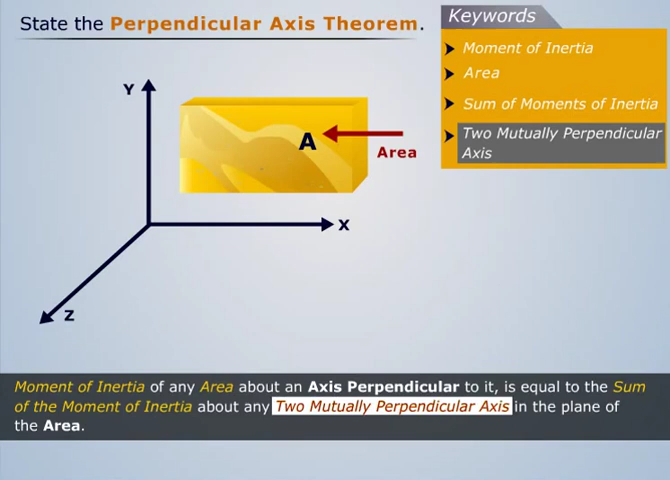 State the Perpendicular Axis Theorem.
Keywords
Moment of Inertia
Area
Sum of Moments of Inertia
Two Mutually Perpendicular
Axis
Y
A
Area
X
Z
Moment of Inertia of any Area about an Axis Perpendicular to it, is equal to the Sum
of the Moment of Inertia about any Two Mutually Perpendicular Axis in the plane of
the Area.